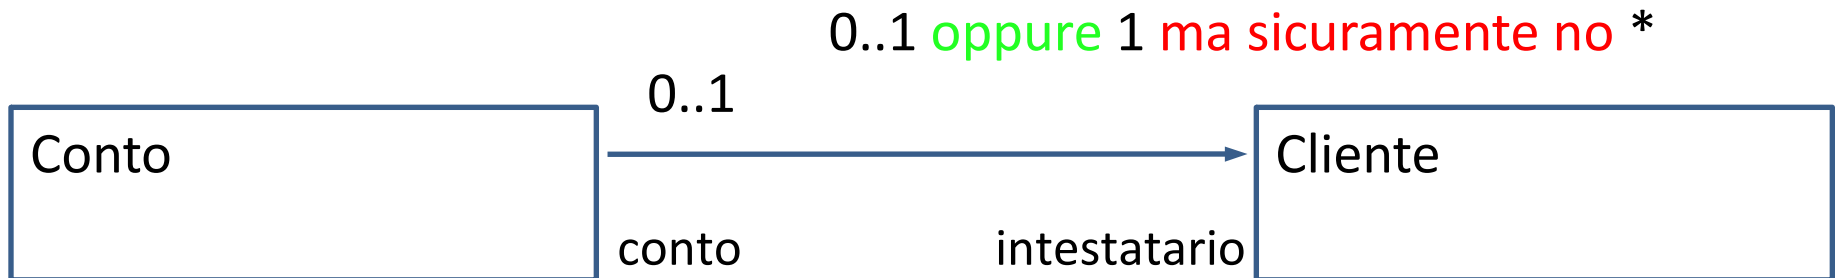 0..1 oppure 1 ma sicuramente no *
0..1
Conto
Cliente
conto
intestatario